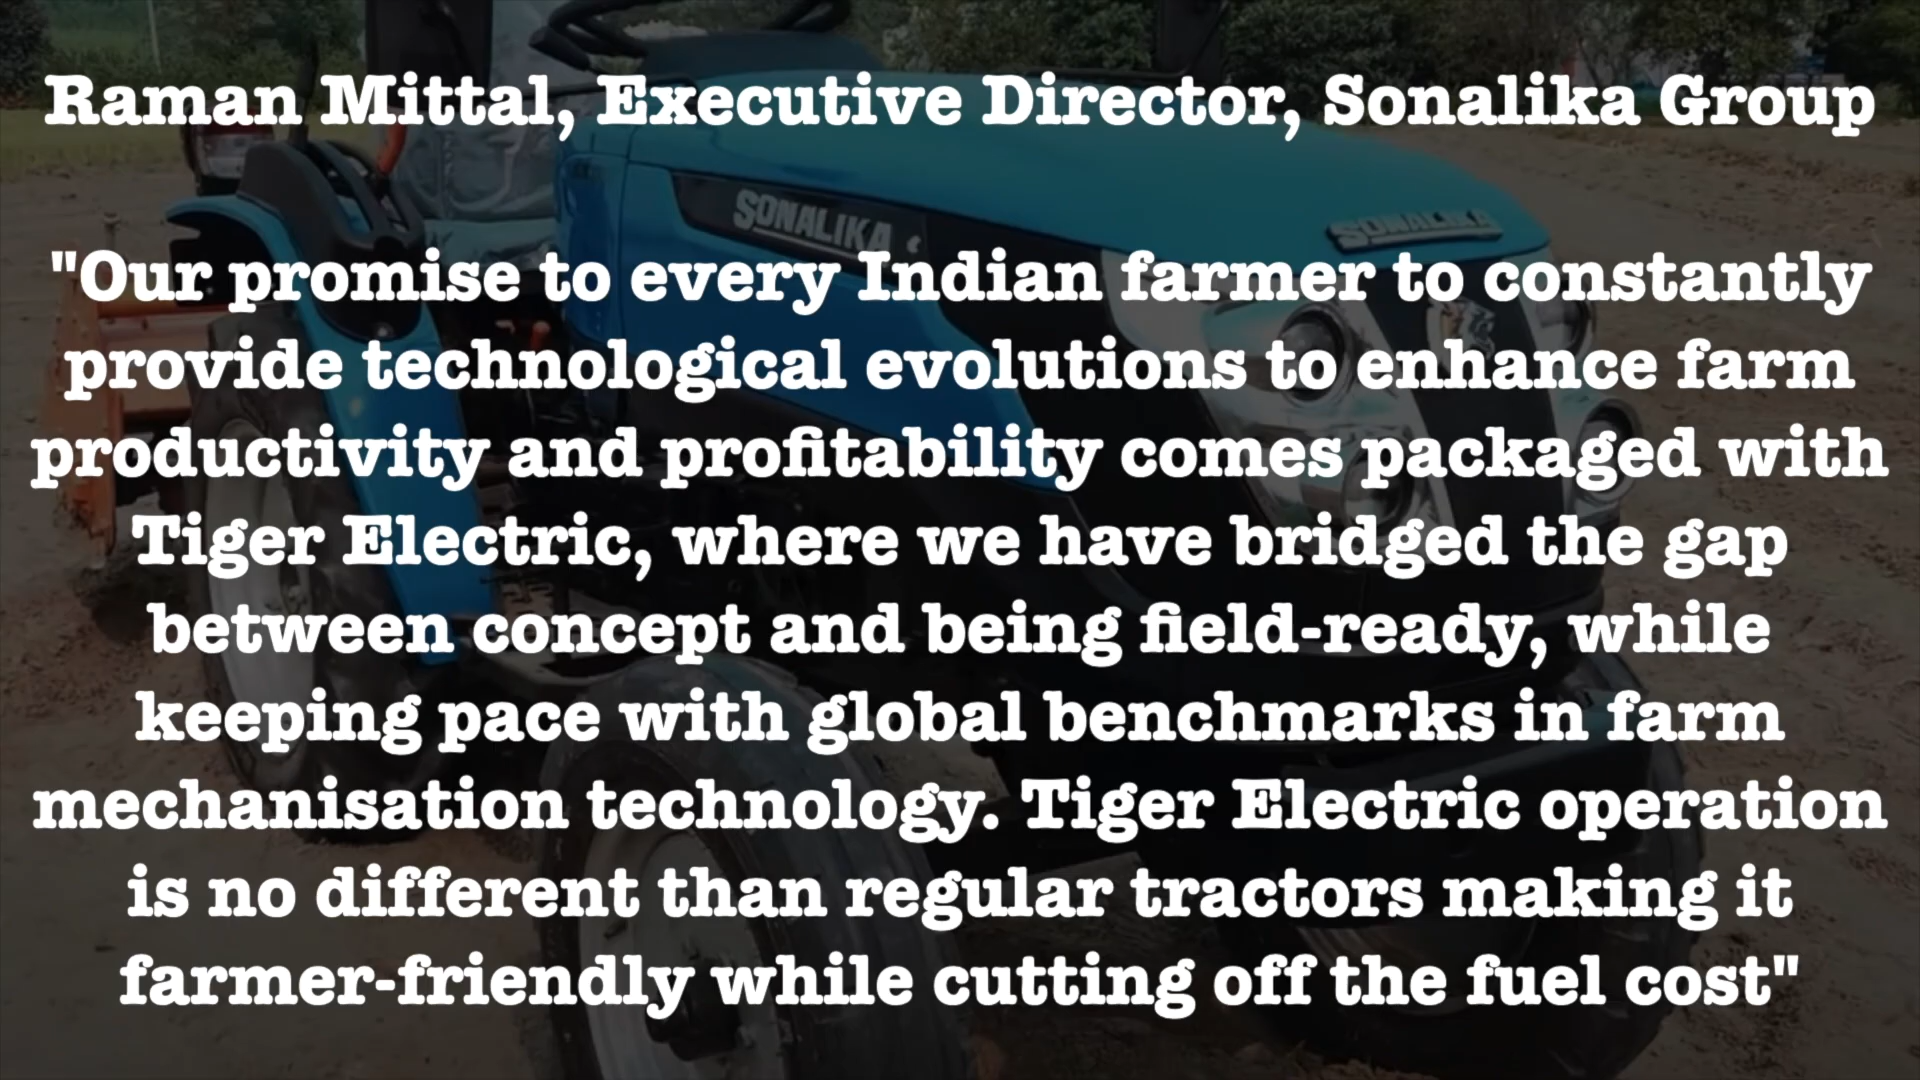 Raman Mittal, Executive Director, Sonalika Group
"Our promise to every Indian farmer to constantly
provide technological evolutions to enhance farm
productivity and profitability comes packaged with
Tiger Electric, where we have bridged the gap
between concept and being field-ready, while
keeping pace with global benchmarks in farm
mechanisation technology. Tiger Electric operation
is no different than regular tractors making it
farmer-friendly while cutting off the fuel cost"
SONALIKA
SONALIKA